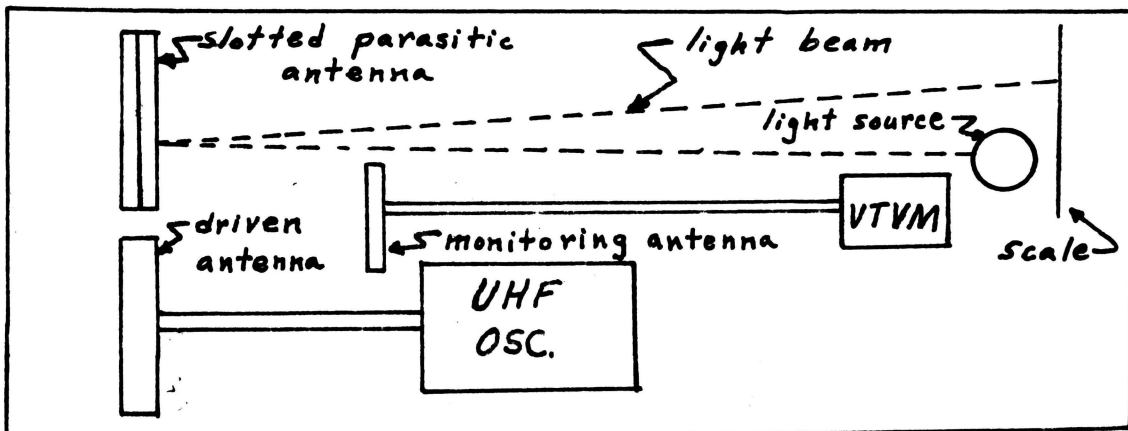 slotted parasitic
antenna
light beam
light source
driven
antenna
monitoring antenna
VTVM
scale
UHF
OSC.